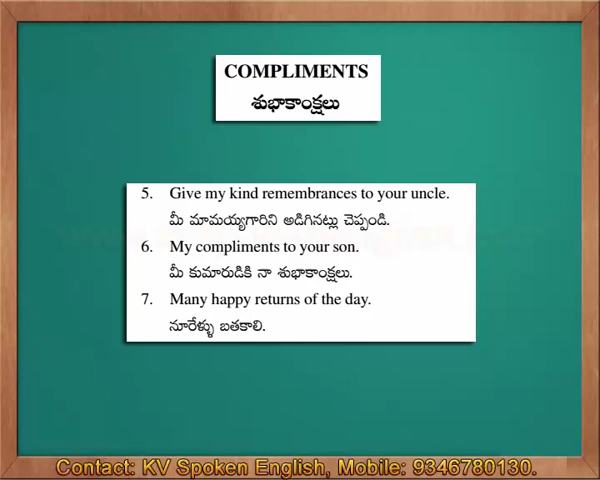 COMPLIMENTS
శుభాకాంక్షలు
5. Give my kind remembrances to your uncle.
మీ మామయ్యగారిని అడిగినట్లు చెప్పండి.
6. My compliments to your son.
మీ కుమారుడికి నా శుభాకాంక్షలు.
7. Many happy returns of the day.
నూరేళ్ళు బతకాలి.
Contact: KV Spoken English, Mobile: 9346780130.